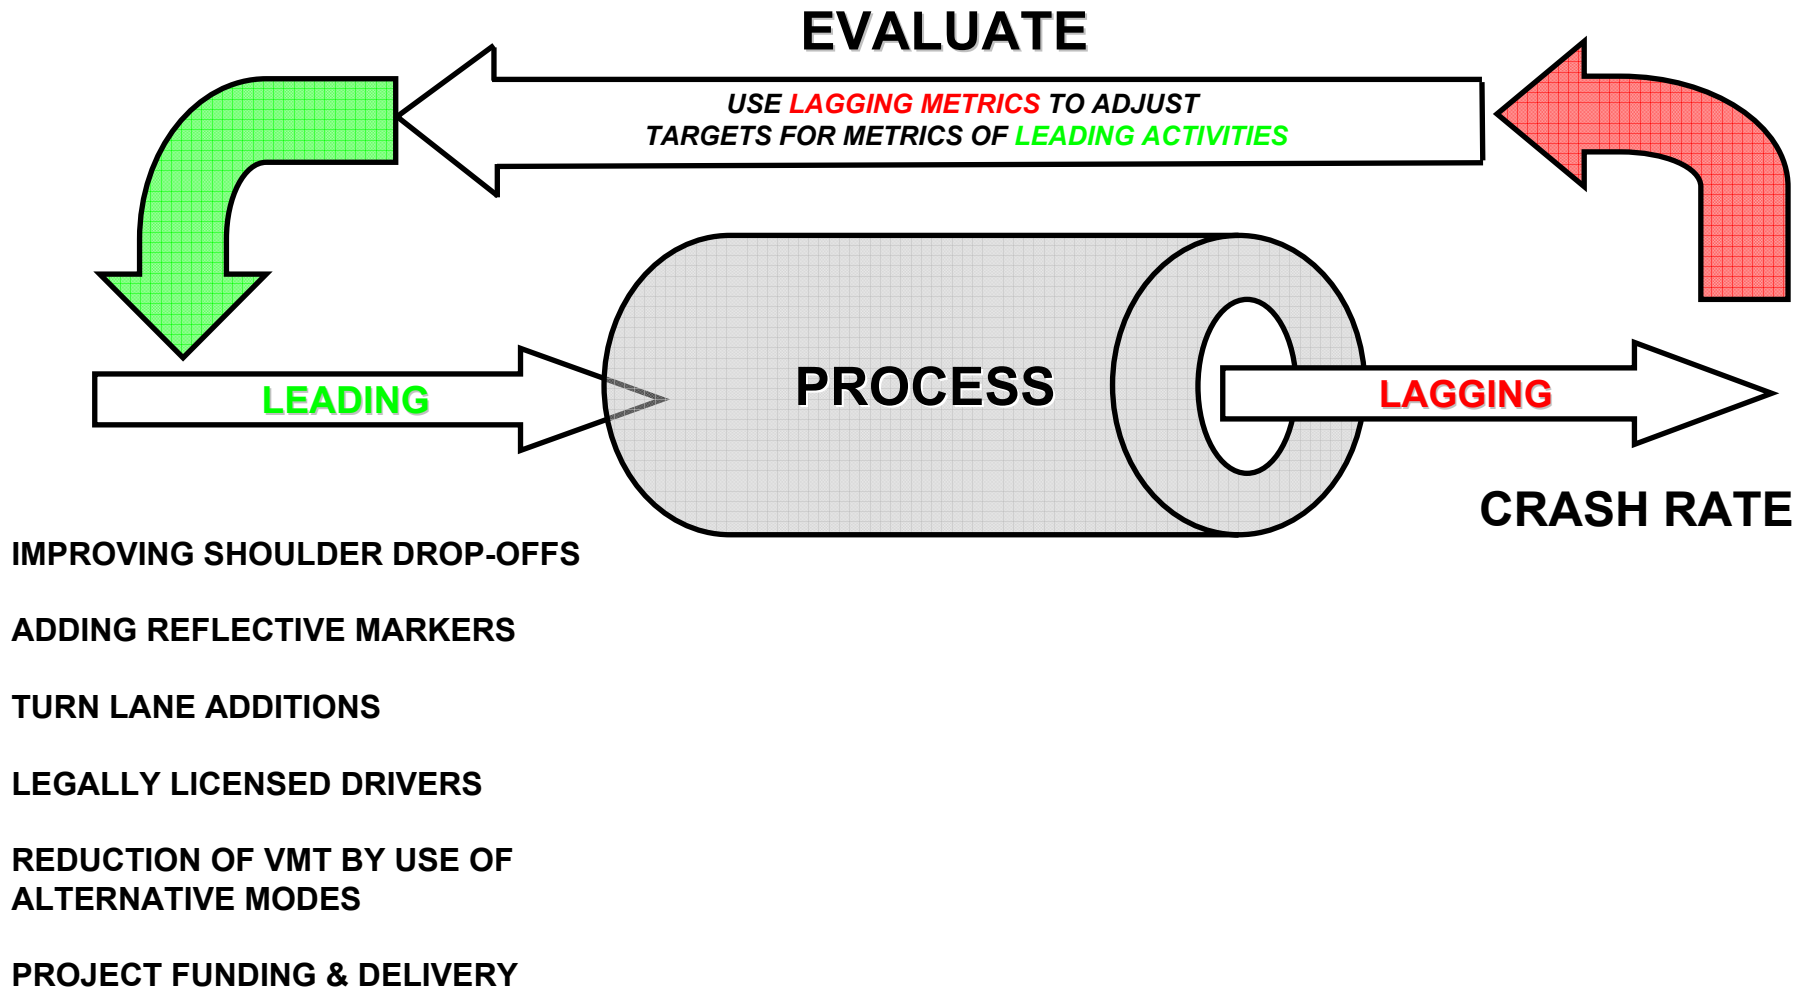 EVALUATE
USE LAGGING METRICS TO ADJUST
TARGETS FOR METRICS OF LEADING ACTIVITIES
LEADING
PROCESS
LAGGING
CRASH RATE
IMPROVING SHOULDER DROP-OFFS
ADDING REFLECTIVE MARKERS
TURN LANE ADDITIONS
LEGALLY LICENSED DRIVERS
REDUCTION OF VMT BY USE OF
ALTERNATIVE MODES
PROJECT FUNDING & DELIVERY